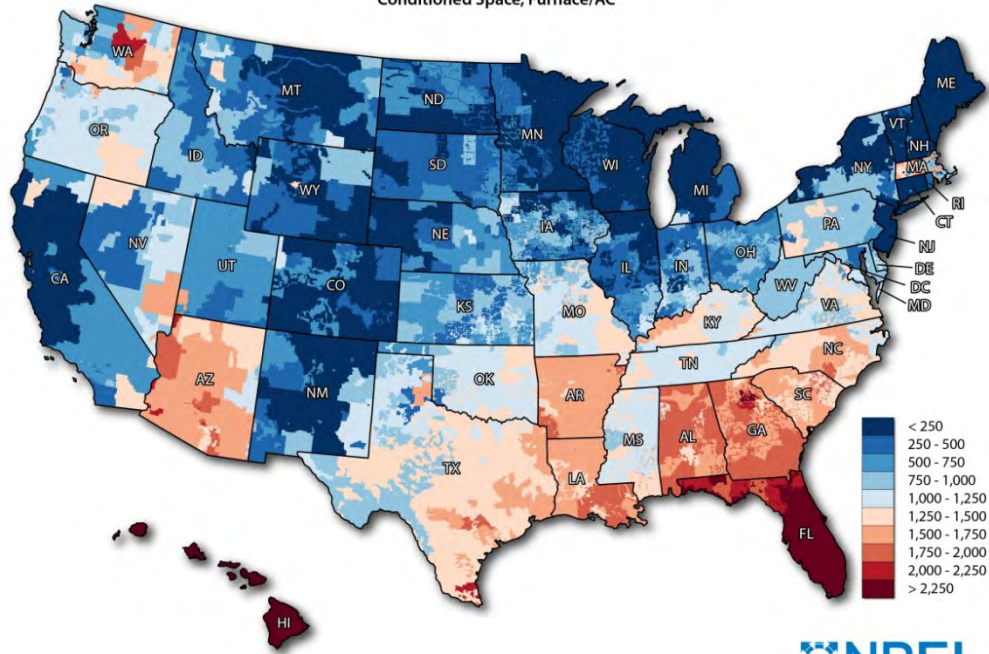 Conditioned Space, Furnace/AC
WA
MT
ND
MN
ME
OR
ID
WY
SD
WI
MI
NY
VT
NH
MA
RI
CT
NJ
DE
DC
MD
NV
UT
CO
NE
IA
IL
IN
OH
PA
CA
KS
MO
WV
VA
KY
AZ
NM
OK
AR
TN
NC
SC
TX
LA
MS
AL
GA
FL
HI
< 250
250 - 500
500 - 750
750 - 1,000
1,000 - 1,250
1,250 - 1,500
1,500 - 1,750
1,750 - 2,000
2,000 - 2,250
> 2,250